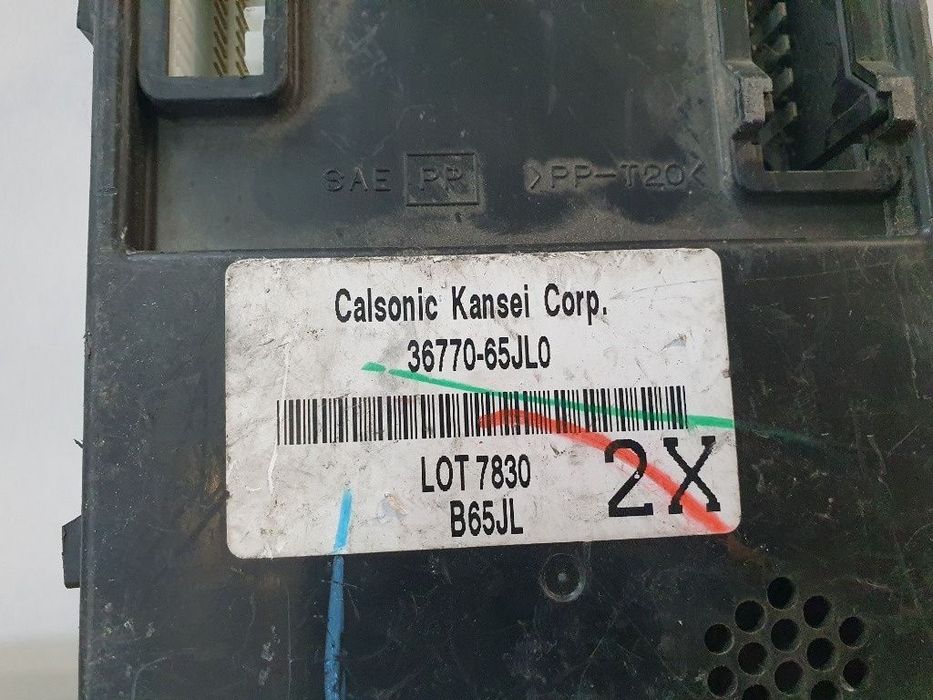 SAE PP >PP-T20<
Calsonic Kansei Corp.
36770-65JL0
LOT 7830
B65JL
2X